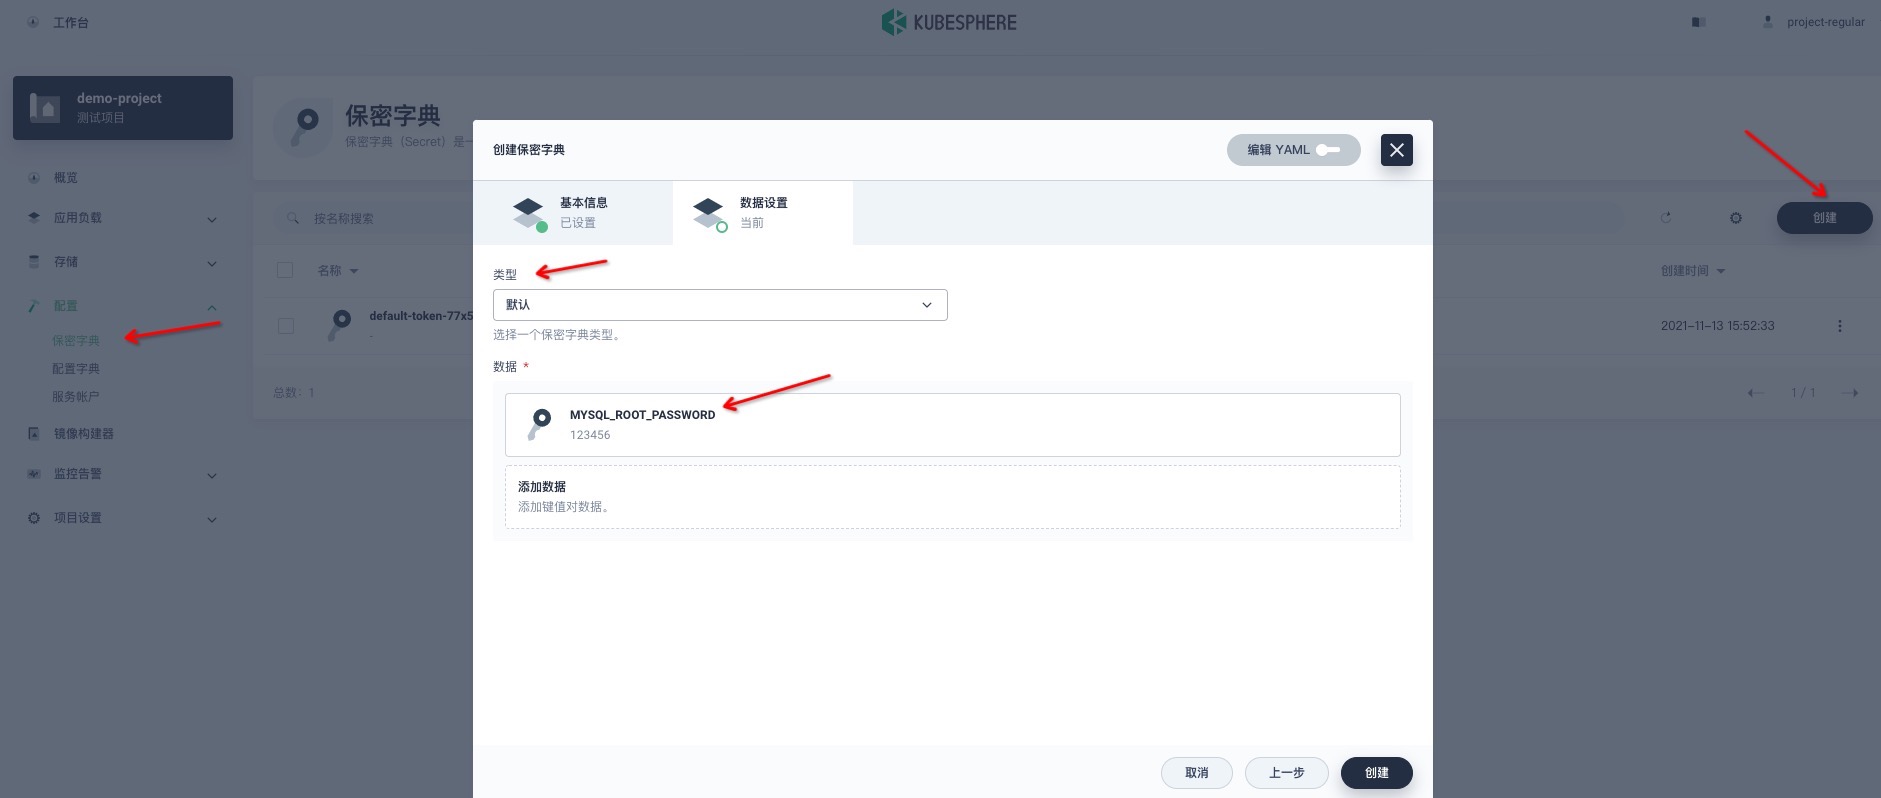 工作台
KUBESPHERE
project-regular
demo-project
测试项目
保密字典
保密字典（Secret）是一
创建保密字典
编辑 YAML
概览
基本信息
已设置
数据设置
当前
应用负载
按名称搜索
创建
存储
类型
名称
创建时间
默认
配置
default-token-77x5
-
2021-11-13 15:52:33
选择一个保密字典类型。
保密字典
配置字典
服务帐户
数据 *
总数：1
1 / 1
MYSQL_ROOT_PASSWORD
123456
镜像构建器
监控告警
添加数据
添加键值对数据。
项目设置
取消
上一步
创建